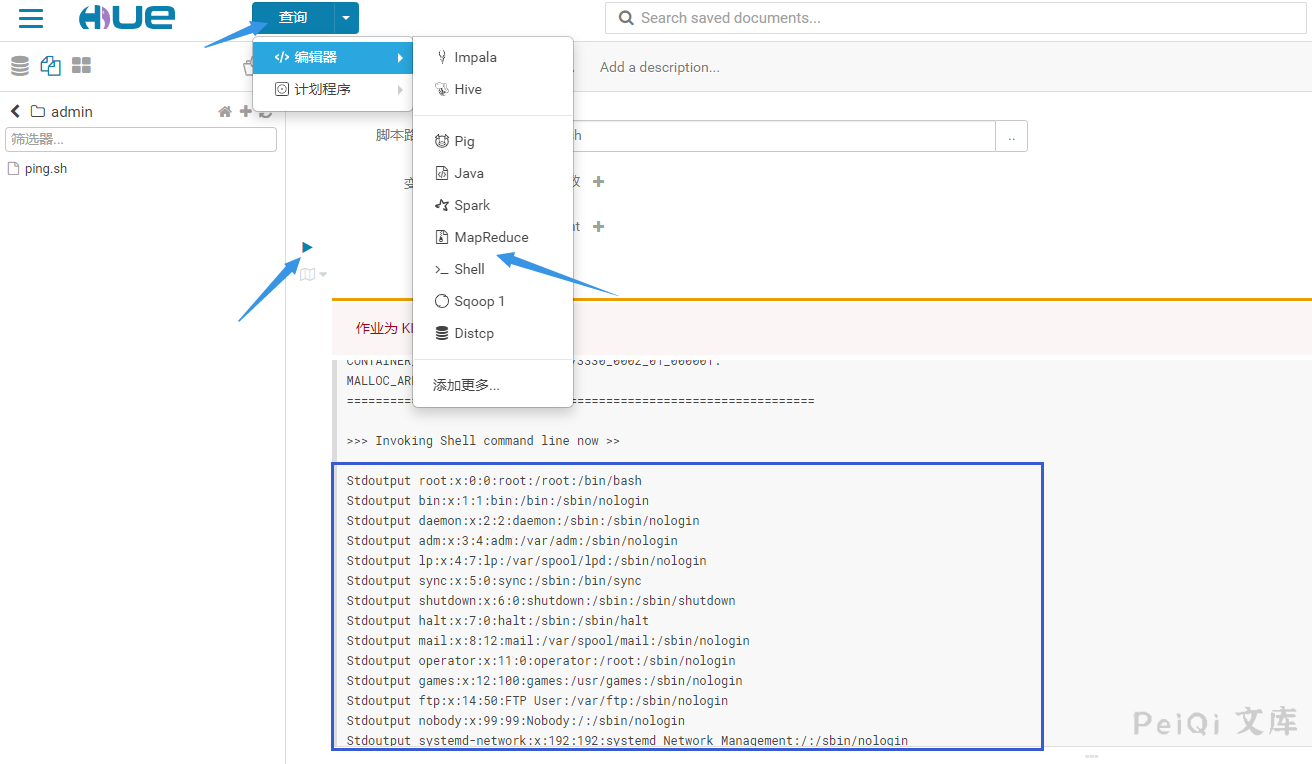 HUE
查询
Search saved documents...
编辑器
计划程序
Impala
Hive
Pig
Java
Spark
MapReduce
Shell
Sqoop 1
Distcp
添加更多...
Add a description...
admin
筛选器...
ping.sh
脚本路
h
..
数
nt
作业为 KI
CONTAINER_
3330_0002_01_000001:
MALLOC_AR
>>> Invoking Shell command line now >>
Stdoutput root:x:0:0:root:/root:/bin/bash
Stdoutput bin:x:1:1:bin:/bin:/sbin/nologin
Stdoutput daemon:x:2:2:daemon:/sbin:/sbin/nologin
Stdoutput adm:x:3:4:adm:/var/adm:/sbin/nologin
Stdoutput lp:x:4:7:lp:/var/spool/lpd:/sbin/nologin
Stdoutput sync:x:5:0:sync:/sbin:/bin/sync
Stdoutput shutdown:x:6:0:shutdown:/sbin:/sbin/shutdown
Stdoutput halt:x:7:0:halt:/sbin:/sbin/halt
Stdoutput mail:x:8:12:mail:/var/spool/mail:/sbin/nologin
Stdoutput operator:x:11:0:operator:/root:/sbin/nologin
Stdoutput games:x:12:100:games:/usr/games:/sbin/nologin
Stdoutput ftp:x:14:50:FTP User:/var/ftp:/sbin/nologin
Stdoutput nobody:x:99:99:Nobody:/:/sbin/nologin
Stdoutput systemd-network:x:192:192:systemd Network Management:/:/sbin/nologin
PeiQi 文库